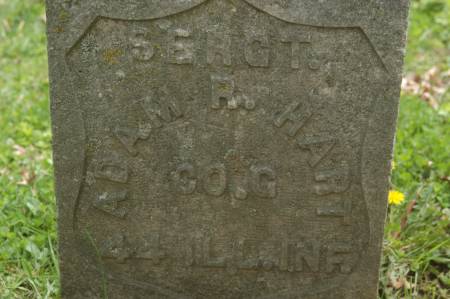 SERGT.
ADAM R. HART
CO.G
44 ILL.INF.